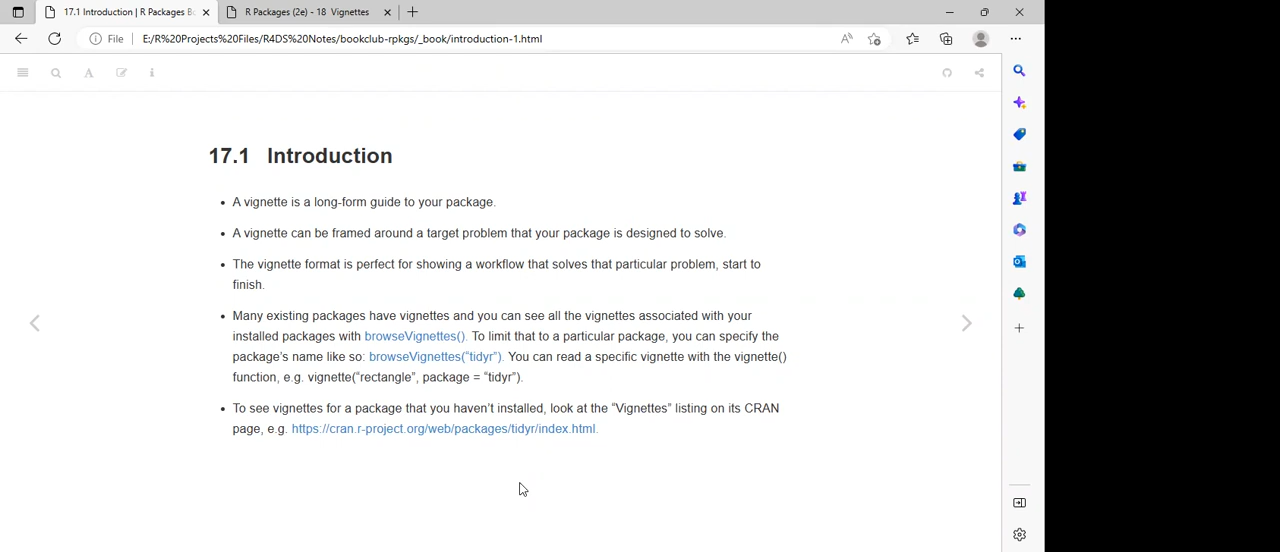 17.1 Introduction | R Packages Bo
R Packages (2e) - 18 Vignettes
File
E:/R%20Projects%20Files/R4DS%20Notes/bookclub-rpkgs/_book/introduction-1.html
17.1 Introduction
• A vignette is a long-form guide to your package.
• A vignette can be framed around a target problem that your package is designed to solve.
• The vignette format is perfect for showing a workflow that solves that particular problem, start to
finish.
• Many existing packages have vignettes and you can see all the vignettes associated with your
installed packages with browseVignettes(). To limit that to a particular package, you can specify the
package's name like so: browseVignettes(“tidyr”). You can read a specific vignette with the vignette()
function, e.g. vignette(“rectangle”, package = “tidyr”).
• To see vignettes for a package that you haven't installed, look at the “Vignettes” listing on its CRAN
page, e.g. https://cran.r-project.org/web/packages/tidyr/index.html.